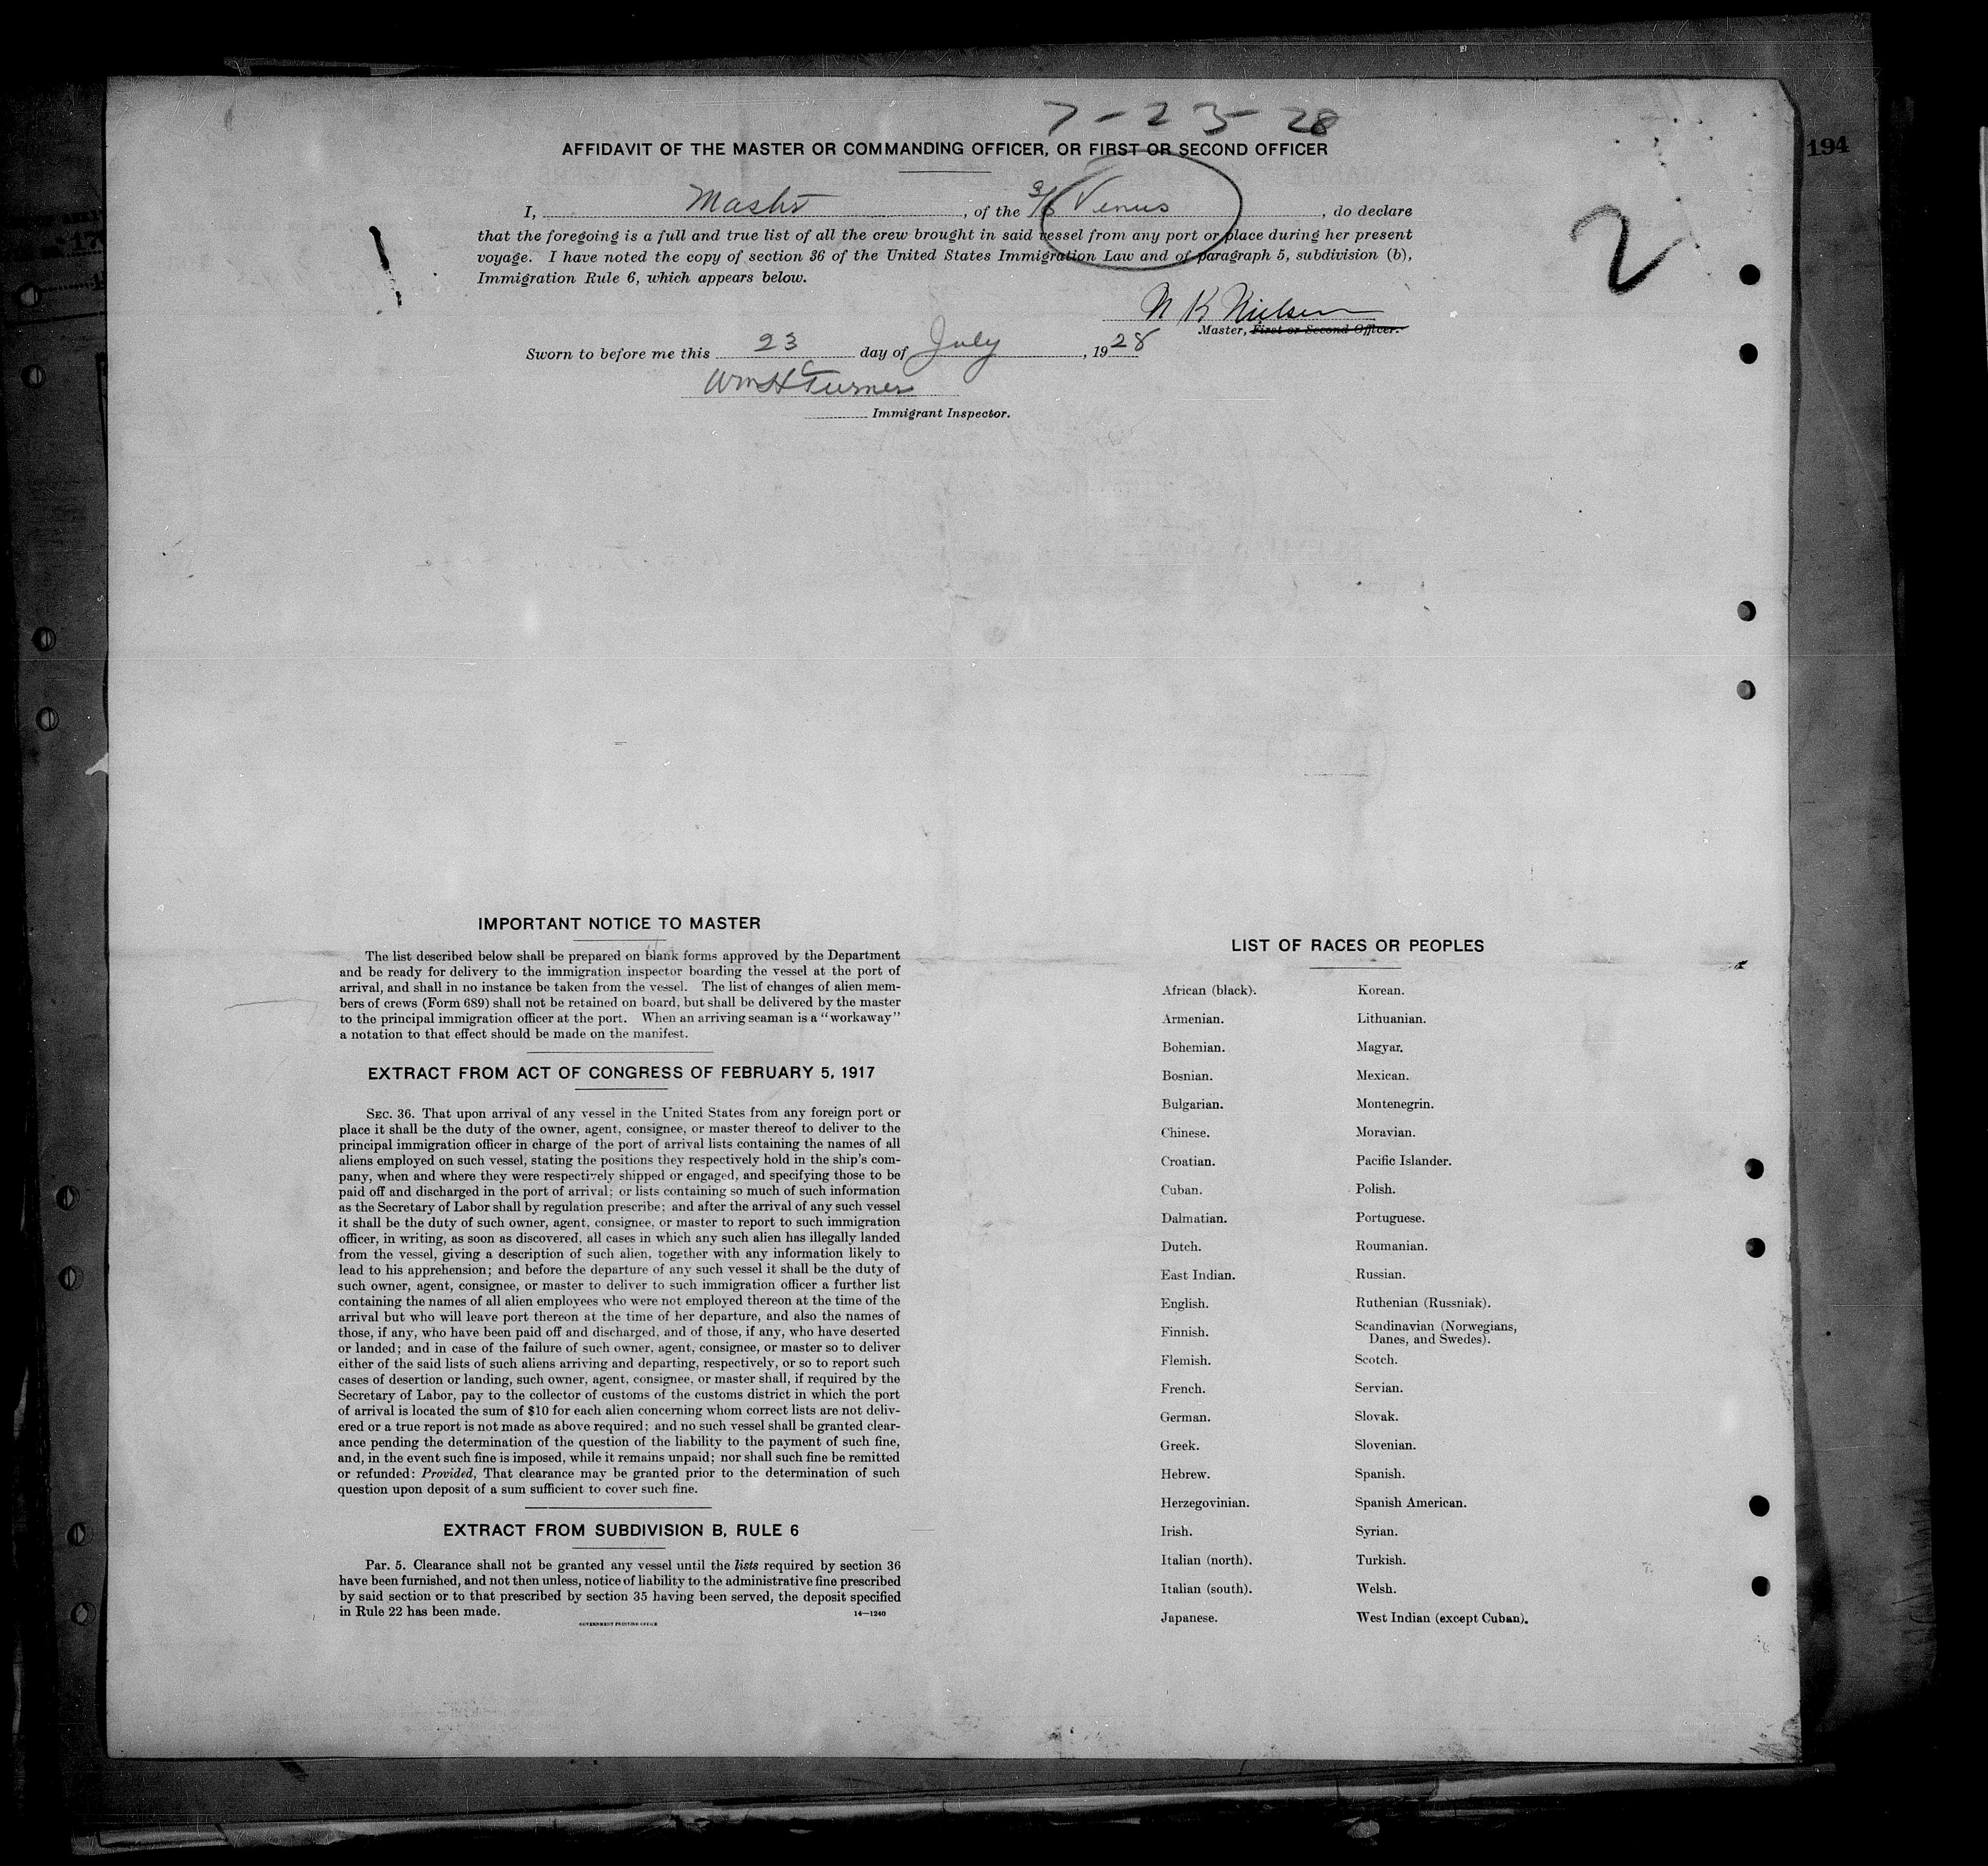 7-23-28
194
AFFIDAVIT OF THE MASTER OR COMMANDING OFFICER, OR FIRST OR SECOND OFFICER
I, Master, of the S/S Venus, do declare
that the foregoing is a full and true list of all the crew brought in said vessel from any port or place during her present
voyage. I have noted the copy of section 36 of the United States Immigration Law and of paragraph 5, subdivision (b),
Immigration Rule 6, which appears below.
2
N K Nielsen
Master, First or Second Officer.
Sworn to before me this 23 day of July, 1928
Wm H Turner
Immigrant Inspector.
IMPORTANT NOTICE TO MASTER
The list described below shall be prepared on blank forms approved by the Department
and be ready for delivery to the immigration inspector boarding the vessel at the port of
arrival, and shall in no instance be taken from the vessel. The list of changes of alien mem-
bers of crews (Form 689) shall not be retained on board, but shall be delivered by the master
to the principal immigration officer at the port. When an arriving seaman is a "workaway"
a notation to that effect should be made on the manifest.
EXTRACT FROM ACT OF CONGRESS OF FEBRUARY 5, 1917
SEC. 36. That upon arrival of any vessel in the United States from any foreign port or
place it shall be the duty of the owner, agent, consignee, or master thereof to deliver to the
principal immigration officer in charge of the port of arrival lists containing the names of all
aliens employed on such vessel, stating the positions they respectively hold in the ship's com-
pany, when and where they were respectively shipped or engaged, and specifying those to be
paid off and discharged in the port of arrival; or lists containing so much of such information
as the Secretary of Labor shall by regulation prescribe; and after the arrival of any such vessel
it shall be the duty of such owner, agent, consignee, or master to report to such immigration
officer, in writing, as soon as discovered, all cases in which any such alien has illegally landed
from the vessel, giving a description of such alien, together with any information likely to
lead to his apprehension; and before the departure of any such vessel it shall be the duty of
such owner, agent, consignee, or master to deliver to such immigration officer a further list
containing the names of all alien employees who were not employed thereon at the time of the
arrival but who will leave port thereon at the time of her departure, and also the names of
those, if any, who have been paid off and discharged, and of those, if any, who have deserted
or landed; and in case of the failure of such owner, agent, consignee, or master so to deliver
either of the said lists of such aliens arriving and departing, respectively, or so to report such
cases of desertion or landing, such owner, agent, consignee, or master shall, if required by the
Secretary of Labor, pay to the collector of customs of the customs district in which the port
of arrival is located the sum of $10 for each alien concerning whom correct lists are not deliv-
ered or a true report is not made as above required; and no such vessel shall be granted clear-
ance pending the determination of the question of the liability to the payment of such fine,
and, in the event such fine is imposed, while it remains unpaid; nor shall such fine be remitted
or refunded: Provided, That clearance may be granted prior to the determination of such
question upon deposit of a sum sufficient to cover such fine.
EXTRACT FROM SUBDIVISION B, RULE 6
Par. 5. Clearance shall not be granted any vessel until the lists required by section 36
have been furnished, and not then unless, notice of liability to the administrative fine prescribed
by said section or to that prescribed by section 35 having been served, the deposit specified
in Rule 22 has been made. 14—1240
GOVERNMENT PRINTING OFFICE
LIST OF RACES OR PEOPLES
African (black). Korean.
Armenian. Lithuanian.
Bohemian. Magyar.
Bosnian. Mexican.
Bulgarian. Montenegrin.
Chinese. Moravian.
Croatian. Pacific Islander.
Cuban. Polish.
Dalmatian. Portuguese.
Dutch. Roumanian.
East Indian. Russian.
English. Ruthenian (Russniak).
Finnish. Scandinavian (Norwegians,
Danes, and Swedes).
Flemish. Scotch.
French. Servian.
German. Slovak.
Greek. Slovenian.
Hebrew. Spanish.
Herzegovinian. Spanish American.
Irish. Syrian.
Italian (north). Turkish.
Italian (south). Welsh.
Japanese. West Indian (except Cuban).